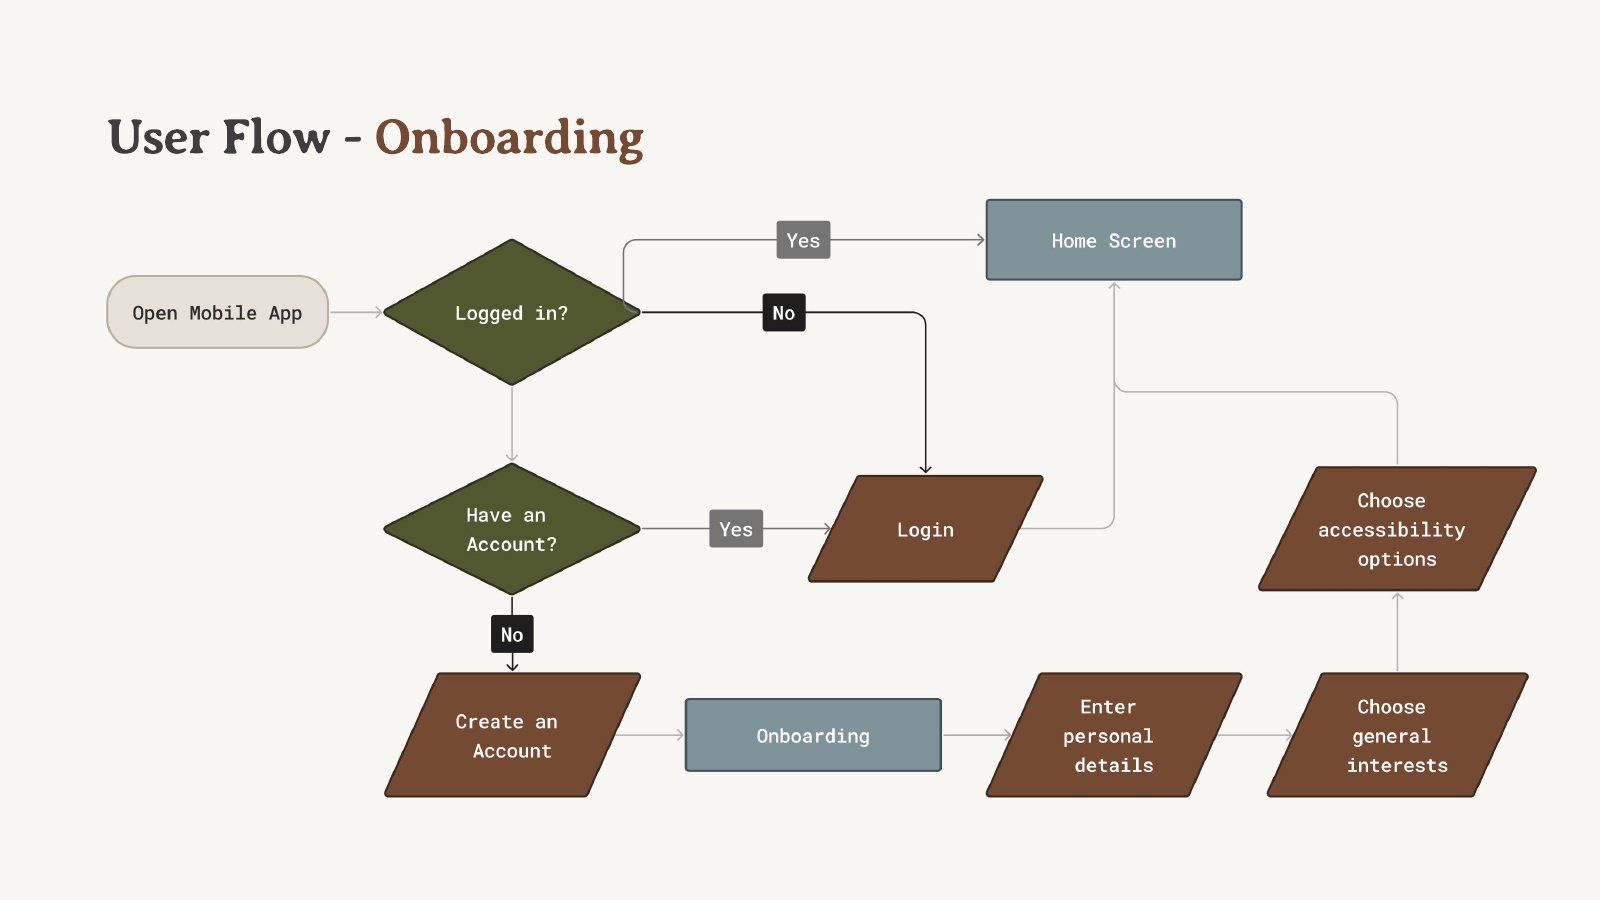 User Flow - Onboarding
Yes
Home Screen
Open Mobile App
Logged in?
No
Have an
Account?
Yes
Login
Choose
accessibility
options
No
Create an
Account
Onboarding
Enter
personal
details
Choose
general
interests